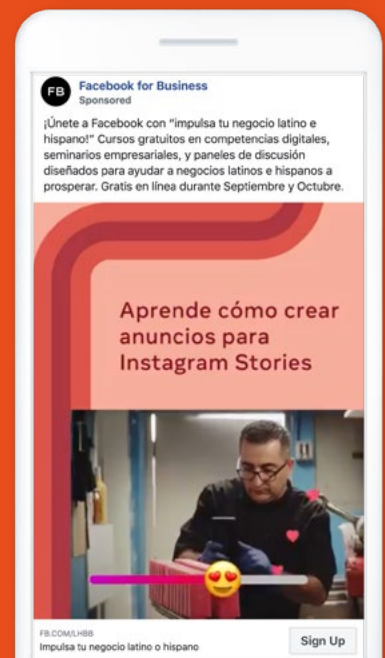 FB
Facebook for Business
Sponsored
¡Únete a Facebook con “impulsa tu negocio latino e
hispano!” Cursos gratuitos en competencias digitales,
seminarios empresariales, y paneles de discusión
diseñados para ayudar a negocios latinos e hispanos a
prosperar. Gratis en línea durante Septiembre y Octubre.
Aprende cómo crear
anuncios para
Instagram Stories
FB.COM/LHBB
Impulsa tu negocio latino o hispano
Sign Up